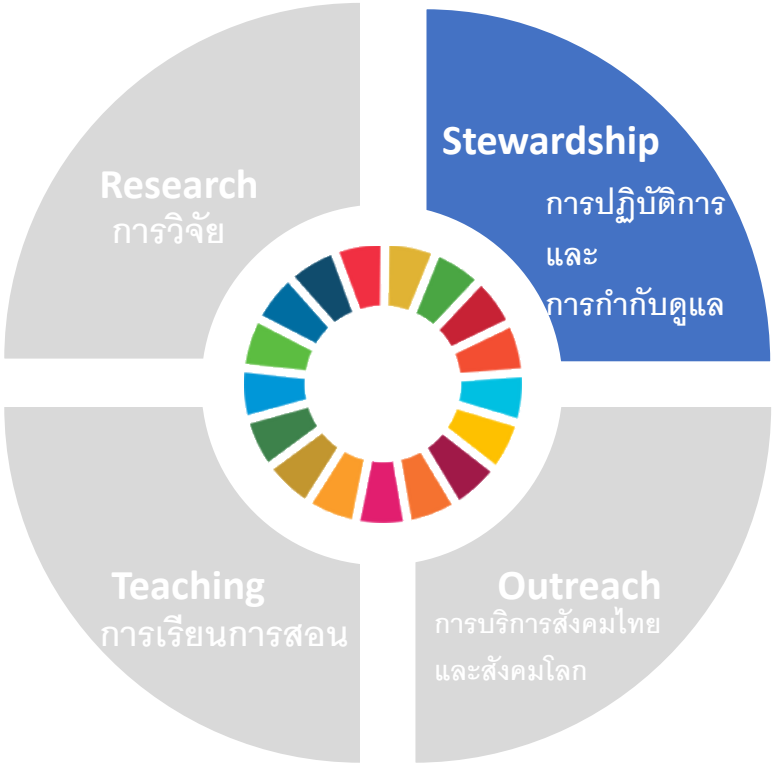 Research
การวิจัย
Stewardship
การปฏิบัติการ
และ
การกำกับดูแล
Teaching
การเรียนการสอน
Outreach
การบริการสังคมไทย
และสังคมโลก